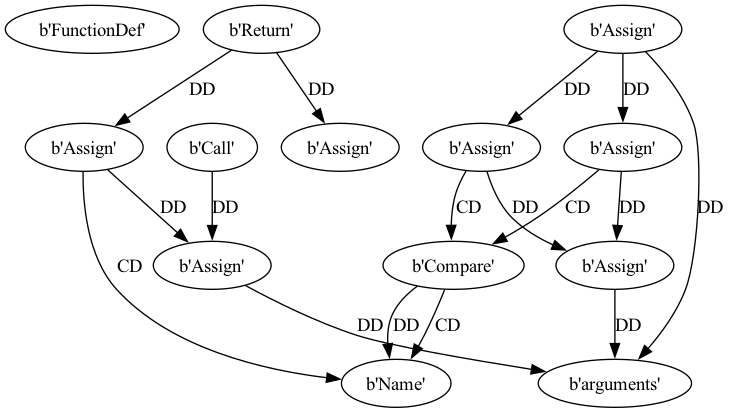 b'FunctionDef'
b'Return'
b'Assign'
DD
DD
DD
DD
b'Assign'
b'Call'
b'Assign'
b'Assign'
b'Assign'
DD
DD
CD
DD
CD
DD
DD
CD
b'Assign'
b'Compare'
b'Assign'
DD
DD
CD
DD
b'Name'
b'arguments'